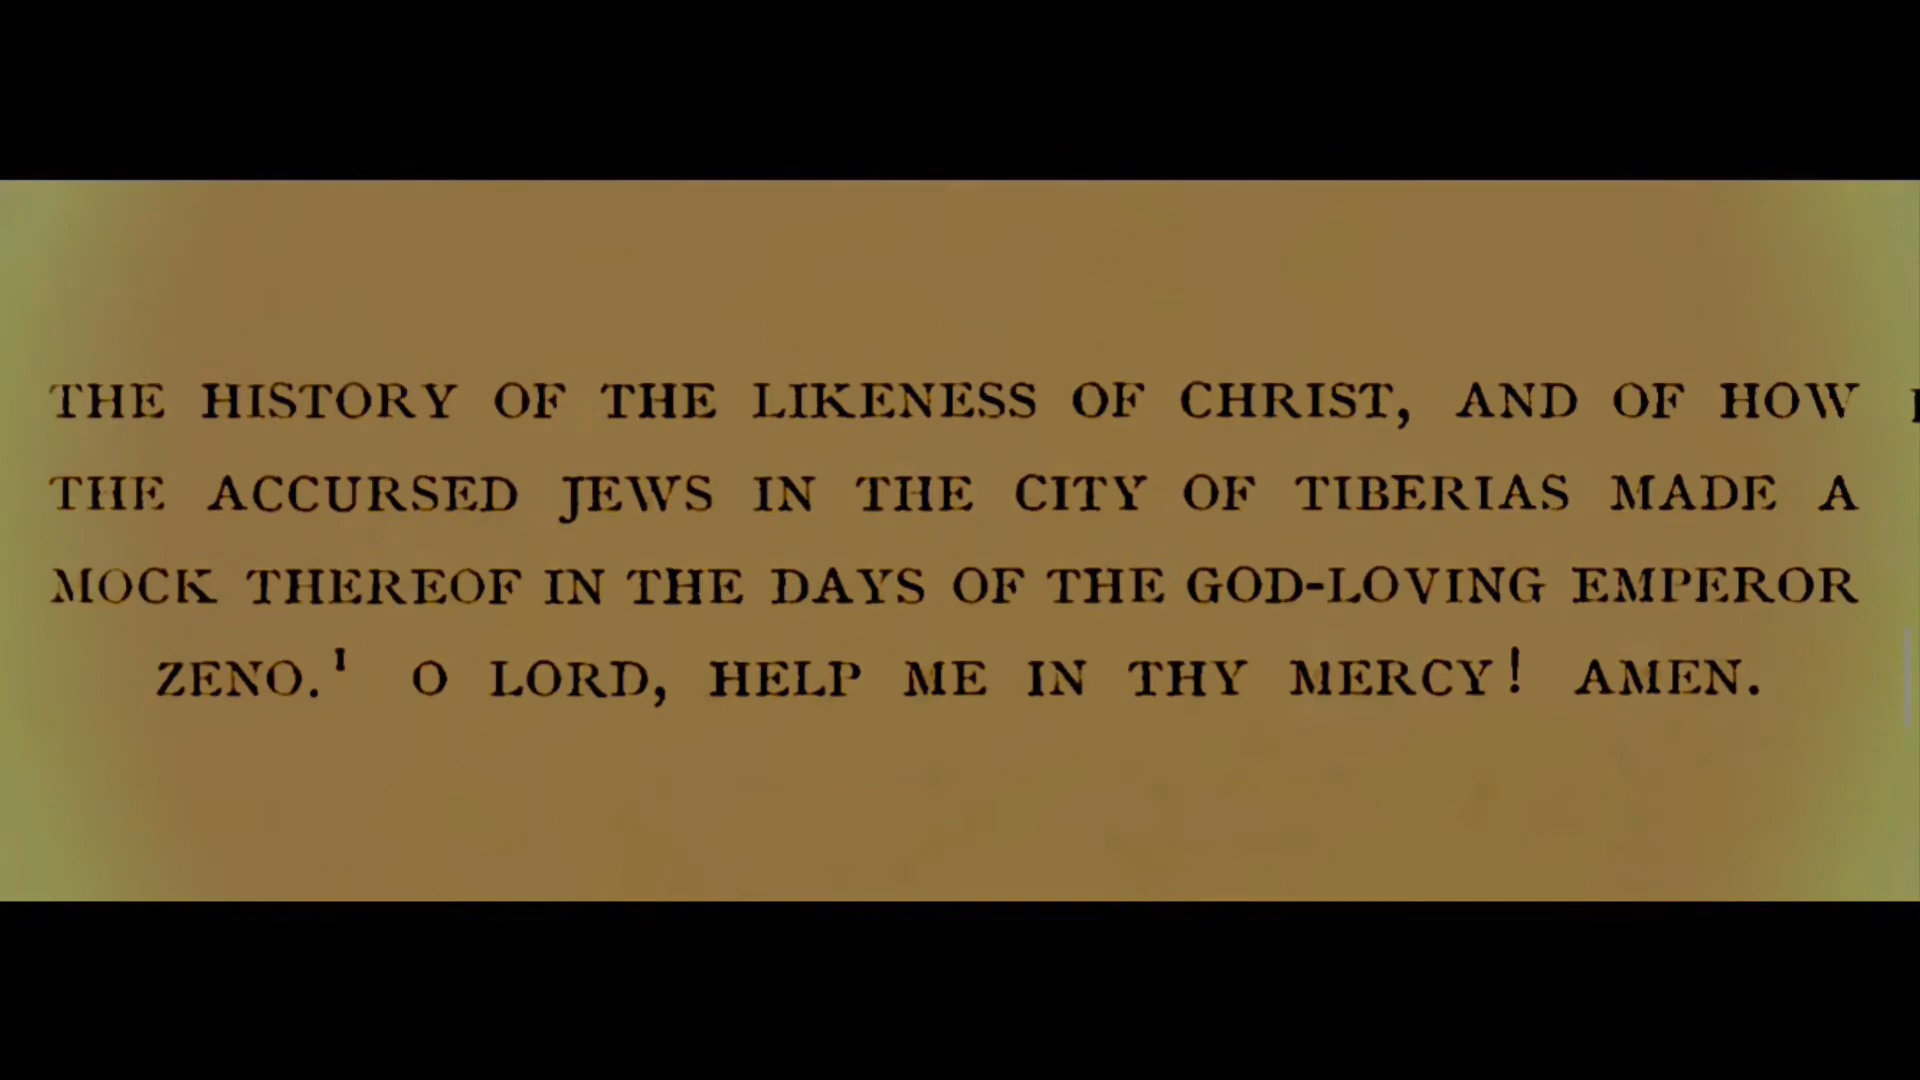 THE HISTORY OF THE LIKENESS OF CHRIST, AND OF HOW
THE ACCURSED JEWS IN THE CITY OF TIBERIAS MADE A
MOCK THEREOF IN THE DAYS OF THE GOD-LOVING EMPEROR
ZENO.¹ O LORD, HELP ME IN THY MERCY! AMEN.